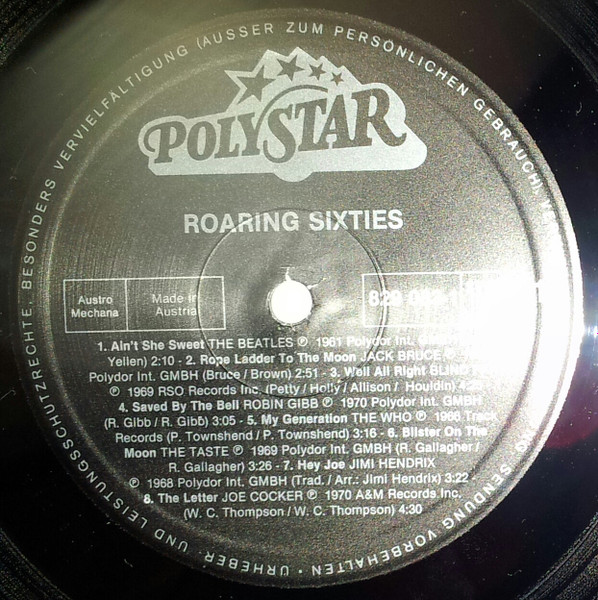 URHEBER- UND LEISTUNGSSCHUTZRECHTE, BESONDERS VERVIELFÄLTIGUNG (AUSSER ZUM PERSÖNLICHEN GEBRAUCH)
SENDUNG VORBEHALTEN •
POLYSTAR
ROARING SIXTIES
Austro
Mechana
Made in
Austria
1. Ain't She Sweet THE BEATLES ℗ 1961 Polydor Int.
Yellen) 2:10 - 2. Rope Ladder To The Moon JACK BRUCE ℗
Polydor Int. GMBH (Bruce / Brown) 2:51 - 3. Well All Right
℗ 1969 RSO Records Inc. (Petty / Holly / Allison / Houldin)
4. Saved By The Bell ROBIN GIBB ℗ 1970 Polydor Int. GMBH
(R. Gibb / R. Gibb) 3:05 - 5. My Generation THE WHO ℗ 1966 Track
Records (P. Townshend / P. Townshend) 3:16 - 6. Blister On The
Moon THE TASTE ℗ 1969 Polydor Int. GMBH (R. Gallagher /
R. Gallagher) 3:26 - 7. Hey Joe JIMI HENDRIX
℗ 1968 Polydor Int. GMBH (Trad. / Arr.: Jimi Hendrix) 3:22 -
8. The Letter JOE COCKER ℗ 1970 A&M Records Inc.
(W. C. Thompson / W. C. Thompson) 4:30